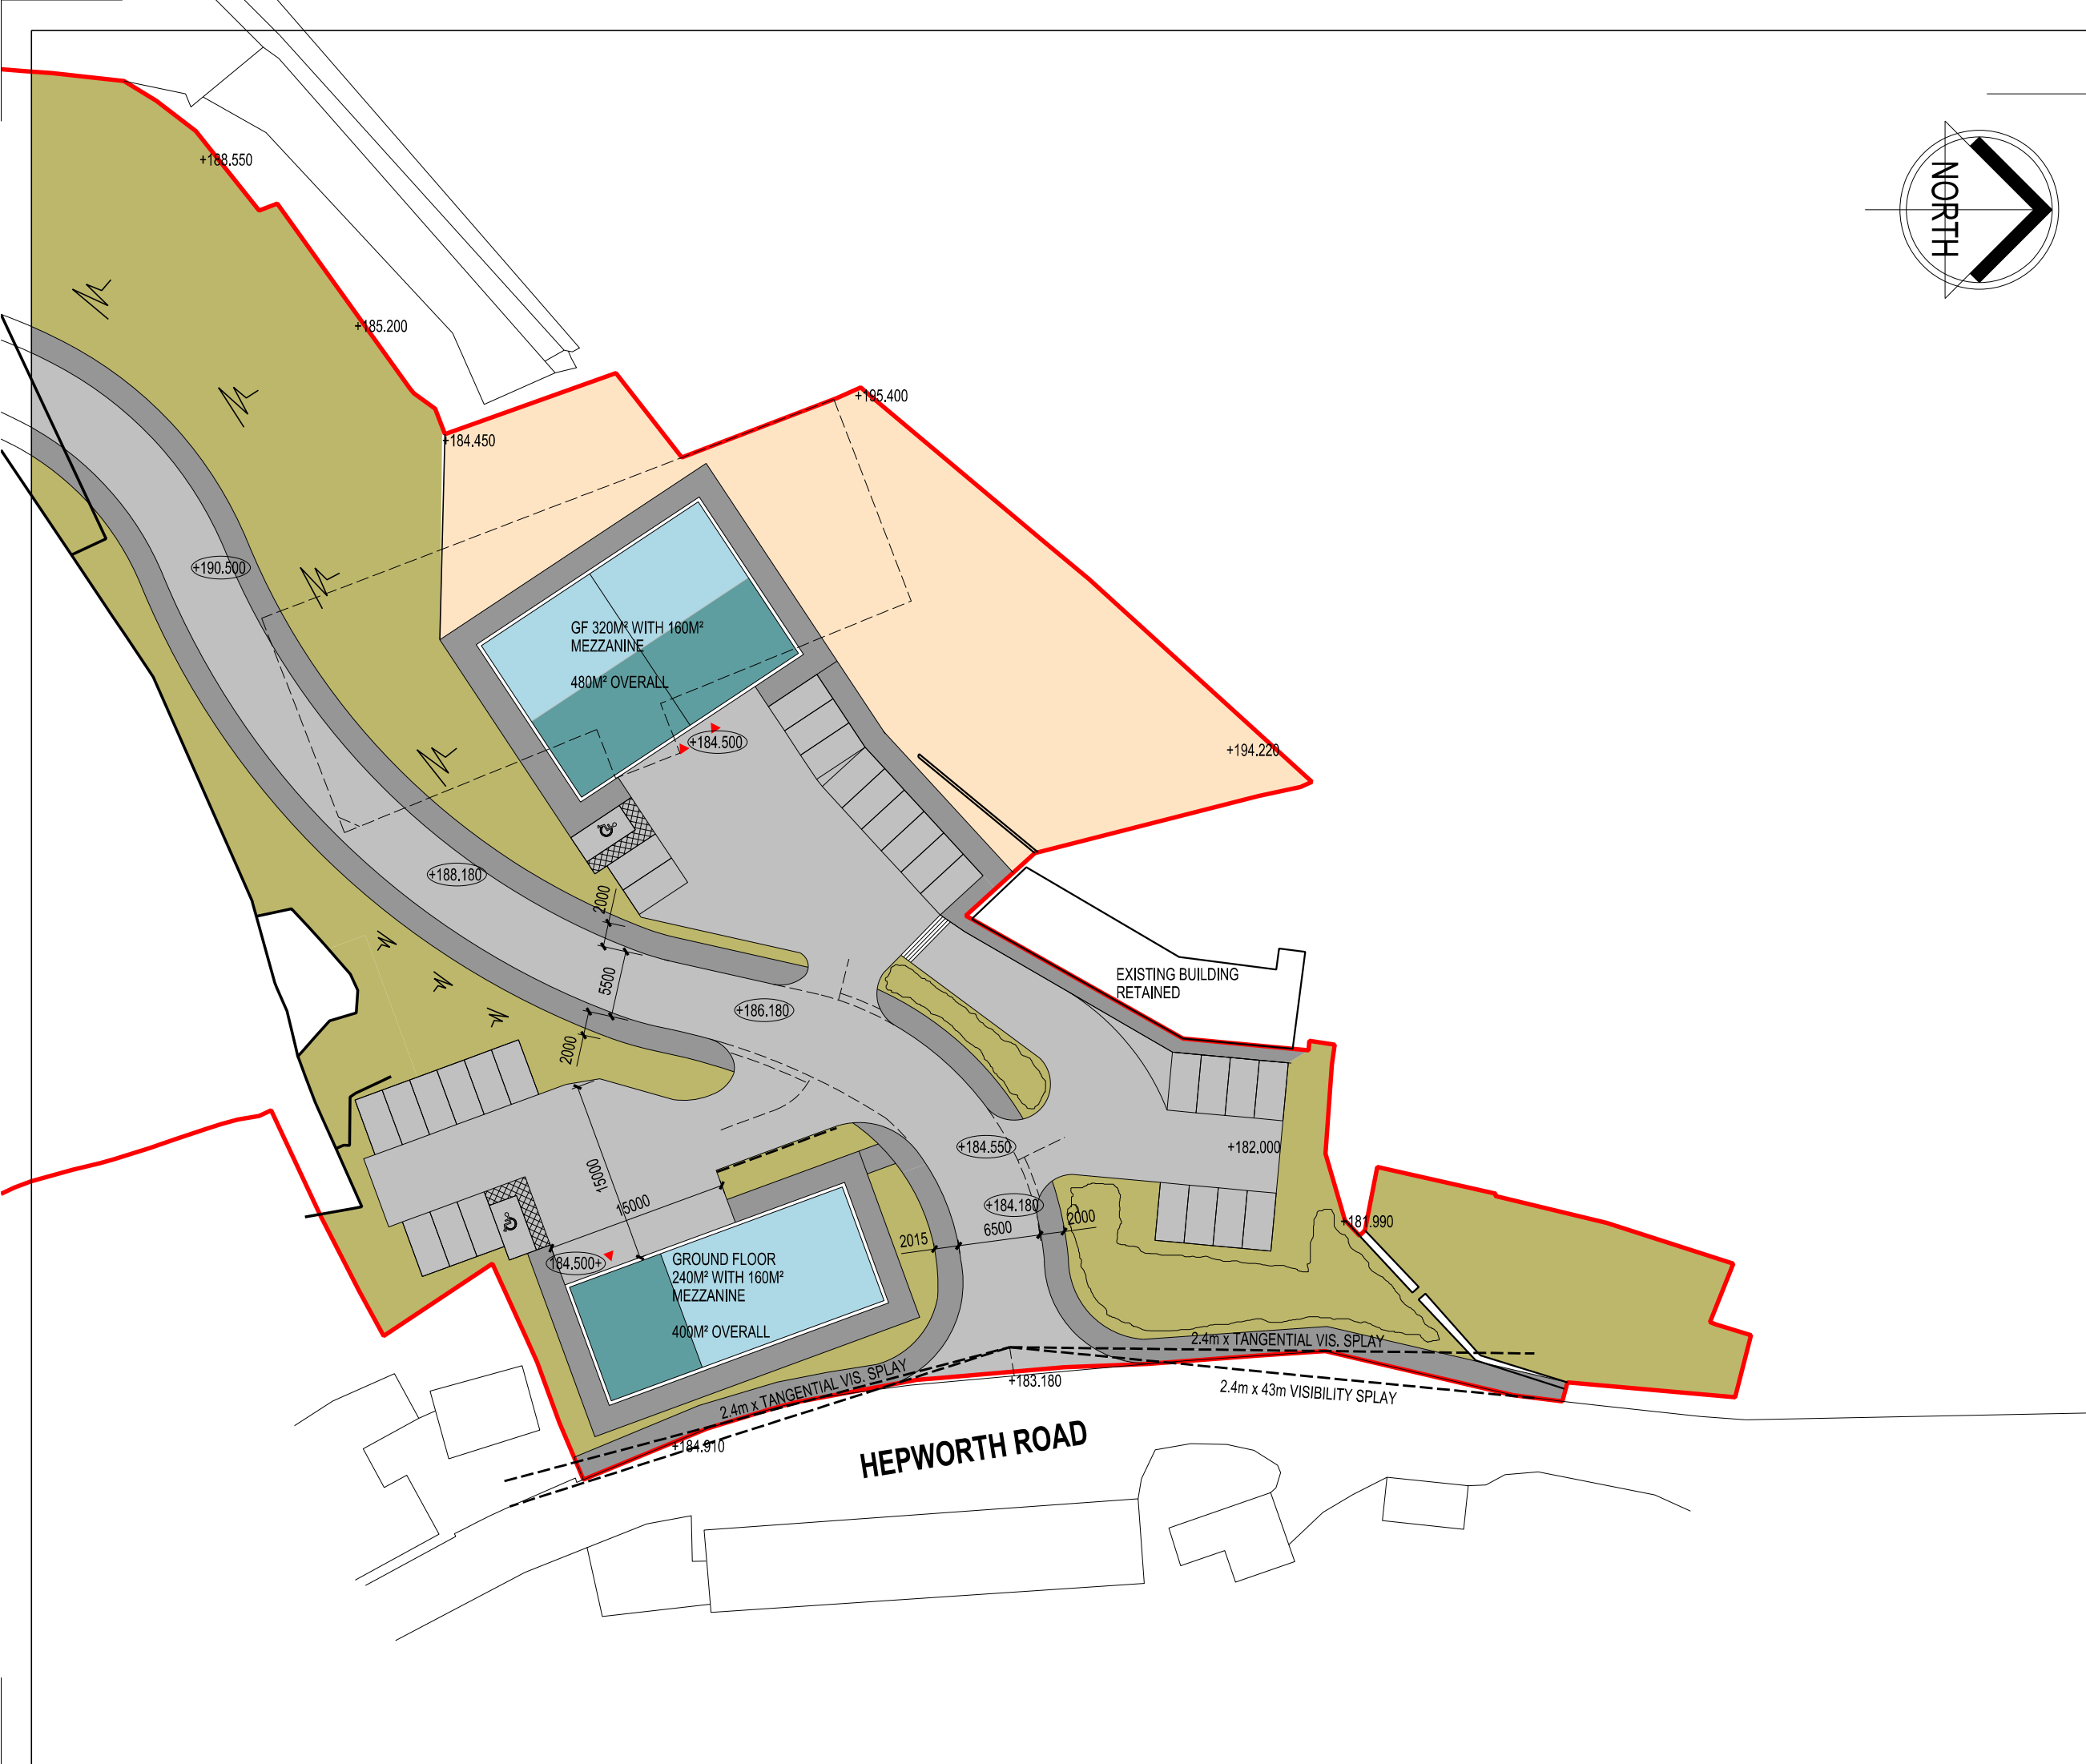 +188.550
NORTH
+185.200
+195.400
+184.450
+190.500
GF 320M² WITH 160M²
MEZZANINE
480M² OVERALL
+184.500
+194.220
+188.180
2000
5500
2000
+186.180
EXISTING BUILDING
RETAINED
+184.550
+182.000
15000
15000
+184.180
2000
6500
2015
+181.990
184.500+
GROUND FLOOR
240M² WITH 160M²
MEZZANINE
400M² OVERALL
2.4m x TANGENTIAL VIS. SPLAY
2.4m x TANGENTIAL VIS. SPLAY
+183.180
2.4m x 43m VISIBILITY SPLAY
+184.910
HEPWORTH ROAD